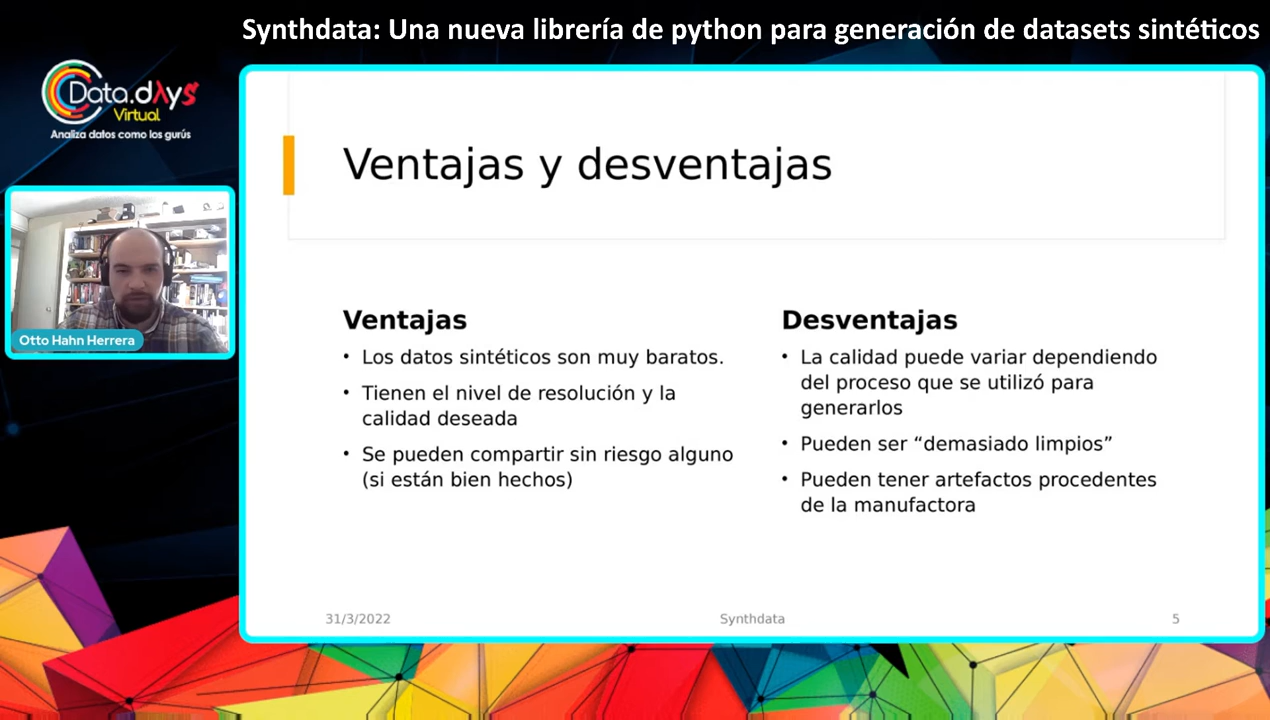 Synthdata: Una nueva librería de python para generación de datasets sintéticos
Data.dλys
Virtual
Analiza datos como los gurús
Otto Hahn Herrera
Ventajas y desventajas
Ventajas
• Los datos sintéticos son muy baratos.
• Tienen el nivel de resolución y la
calidad deseada
• Se pueden compartir sin riesgo alguno
(si están bien hechos)
Desventajas
• La calidad puede variar dependiendo
del proceso que se utilizó para
generarlos
• Pueden ser “demasiado limpios”
• Pueden tener artefactos procedentes
de la manufactora
31/3/2022
Synthdata
5